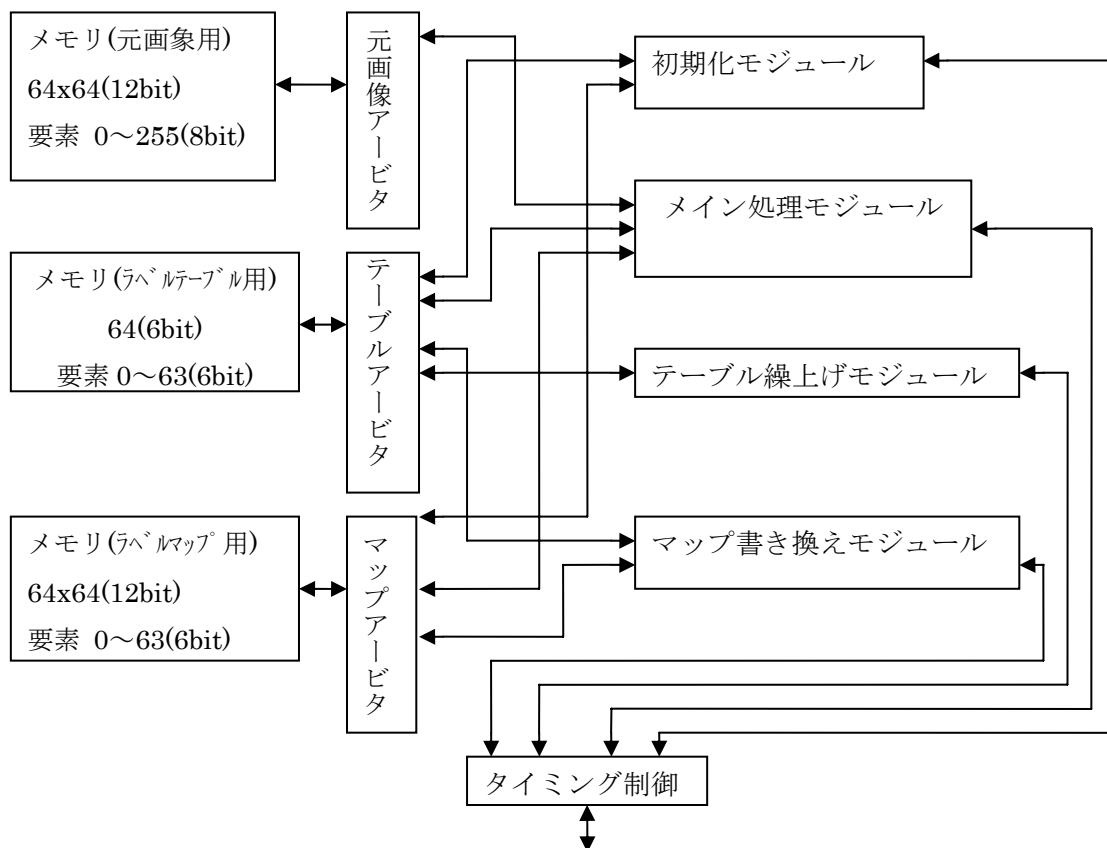 メモリ(元画象用)
64x64(12bit)
要素 0～255(8bit)
元画像アービタ
初期化モジュール
メイン処理モジュール
メモリ(ﾗﾍﾞﾙﾃｰﾌﾞﾙ用)
64(6bit)
要素 0～63(6bit)
テーブルアービタ
テーブル繰上げモジュール
メモリ(ﾗﾍﾞﾙﾏｯﾌﾟ用)
64x64(12bit)
要素 0～63(6bit)
マップアービタ
マップ書き換えモジュール
タイミング制御